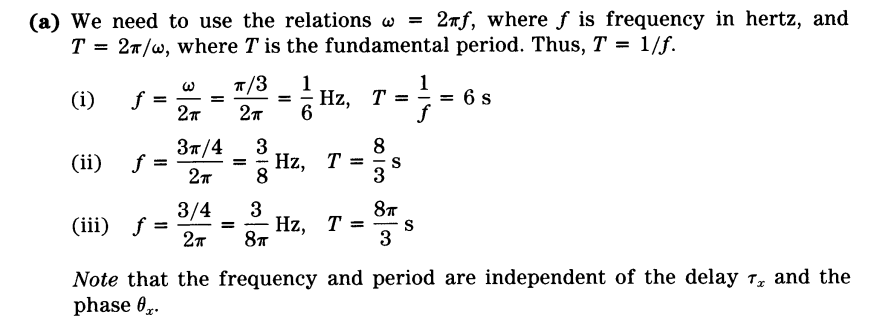 (a) We need to use the relations ω = 2πf, where f is frequency in hertz, and
T = 2π/ω, where T is the fundamental period. Thus, T = 1/f.
(i) f = ω/2π = π/3/2π = 1/6 Hz, T = 1/f = 6 s
(ii) f = 3π/4/2π = 3/8 Hz, T = 8/3 s
(iii) f = 3/4/2π = 3/8π Hz, T = 8π/3 s
Note that the frequency and period are independent of the delay τₓ and the
phase θₓ.